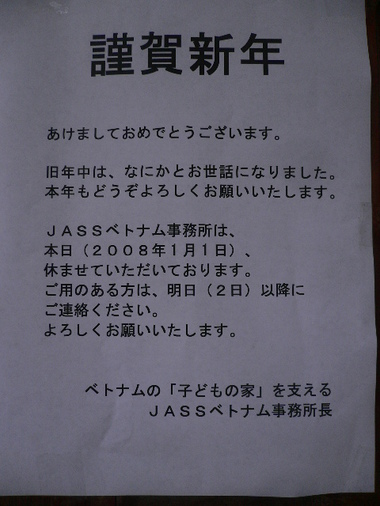 謹賀新年
あけましておめでとうございます。
旧年中は、なにかとお世話になりました。
本年もどうぞよろしくお願いいたします。
ＪＡＳＳベトナム事務所は、
本日（２００８年１月１日）、
休ませていただいております。
ご用のある方は、明日（２日）以降に
ご連絡ください。
よろしくお願いいたします。
ベトナムの「子どもの家」を支える
ＪＡＳＳベトナム事務所長